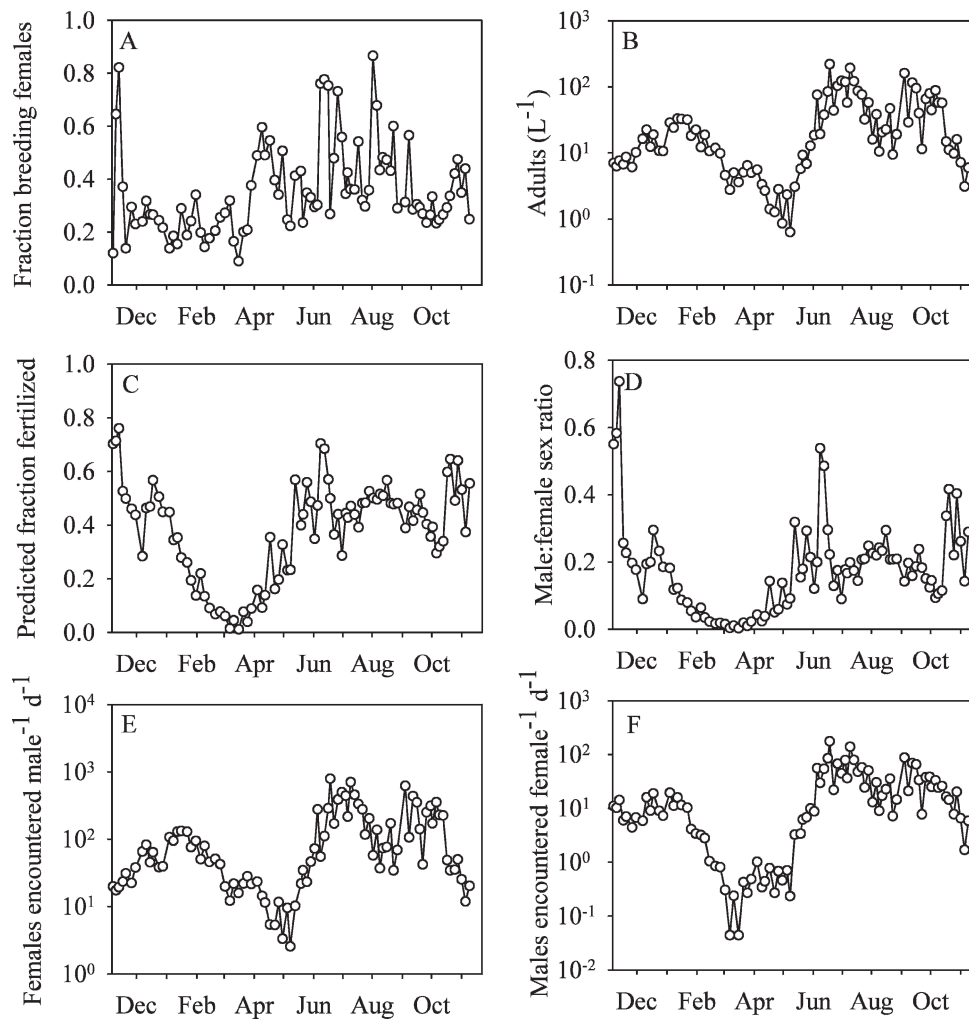 A
Fraction breeding females
1.0
0.8
0.6
0.4
0.2
0.0
Dec Feb Apr Jun Aug Oct
B
Adults (L⁻¹)
10³
10²
10¹
10⁰
10⁻¹
Dec Feb Apr Jun Aug Oct
C
Predicted fraction fertilized
1.0
0.8
0.6
0.4
0.2
0.0
Dec Feb Apr Jun Aug Oct
D
Male:female sex ratio
0.8
0.6
0.4
0.2
0.0
Dec Feb Apr Jun Aug Oct
E
Females encountered male⁻¹ d⁻¹
10⁴
10³
10²
10¹
10⁰
Dec Feb Apr Jun Aug Oct
F
Males encountered female⁻¹ d⁻¹
10³
10²
10¹
10⁰
10⁻¹
10⁻²
Dec Feb Apr Jun Aug Oct